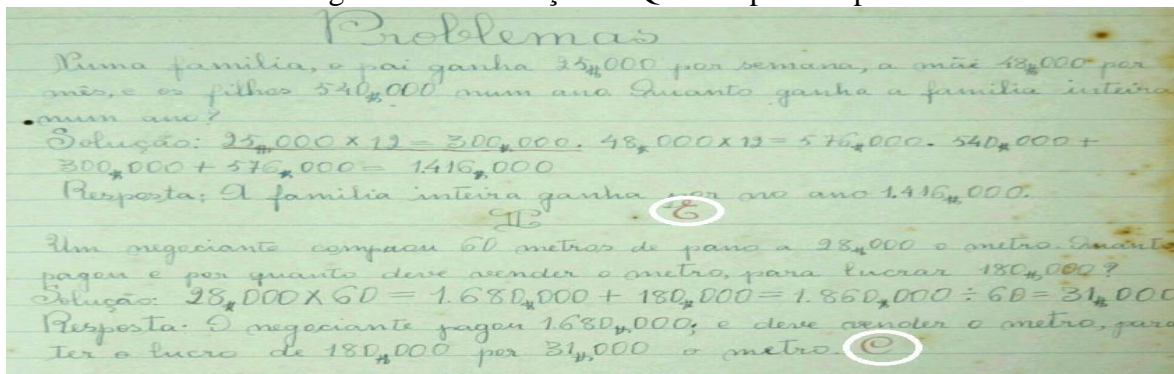 Problemas
Numa familia, o pai ganha 25$000 por semana, a mãe 48$000 por
mês, e os filhos 540$000 num ano Quanto ganha a familia inteira
num ano?
Solução: 25$000 x 12 = 300$000. 48$000 x 12 = 576$000. 540$000 +
300$000 + 576$000 = 1.416$000
Resposta: A familia inteira ganha por no ano 1.416$000.
E
II
Um negociante comprou 60 metros de pano a 28$000 o metro. Quanto
pagou e por quanto deve vender o metro, para lucrar 180$000?
Solução: 28$000 X 60 = 1.680$000 + 180$000 = 1.860$000 ÷ 60 = 31$000
Resposta: O negociante pagou 1.680$000; e deve vender o metro, para
ter o lucro de 180$000 por 31$000 o metro. C